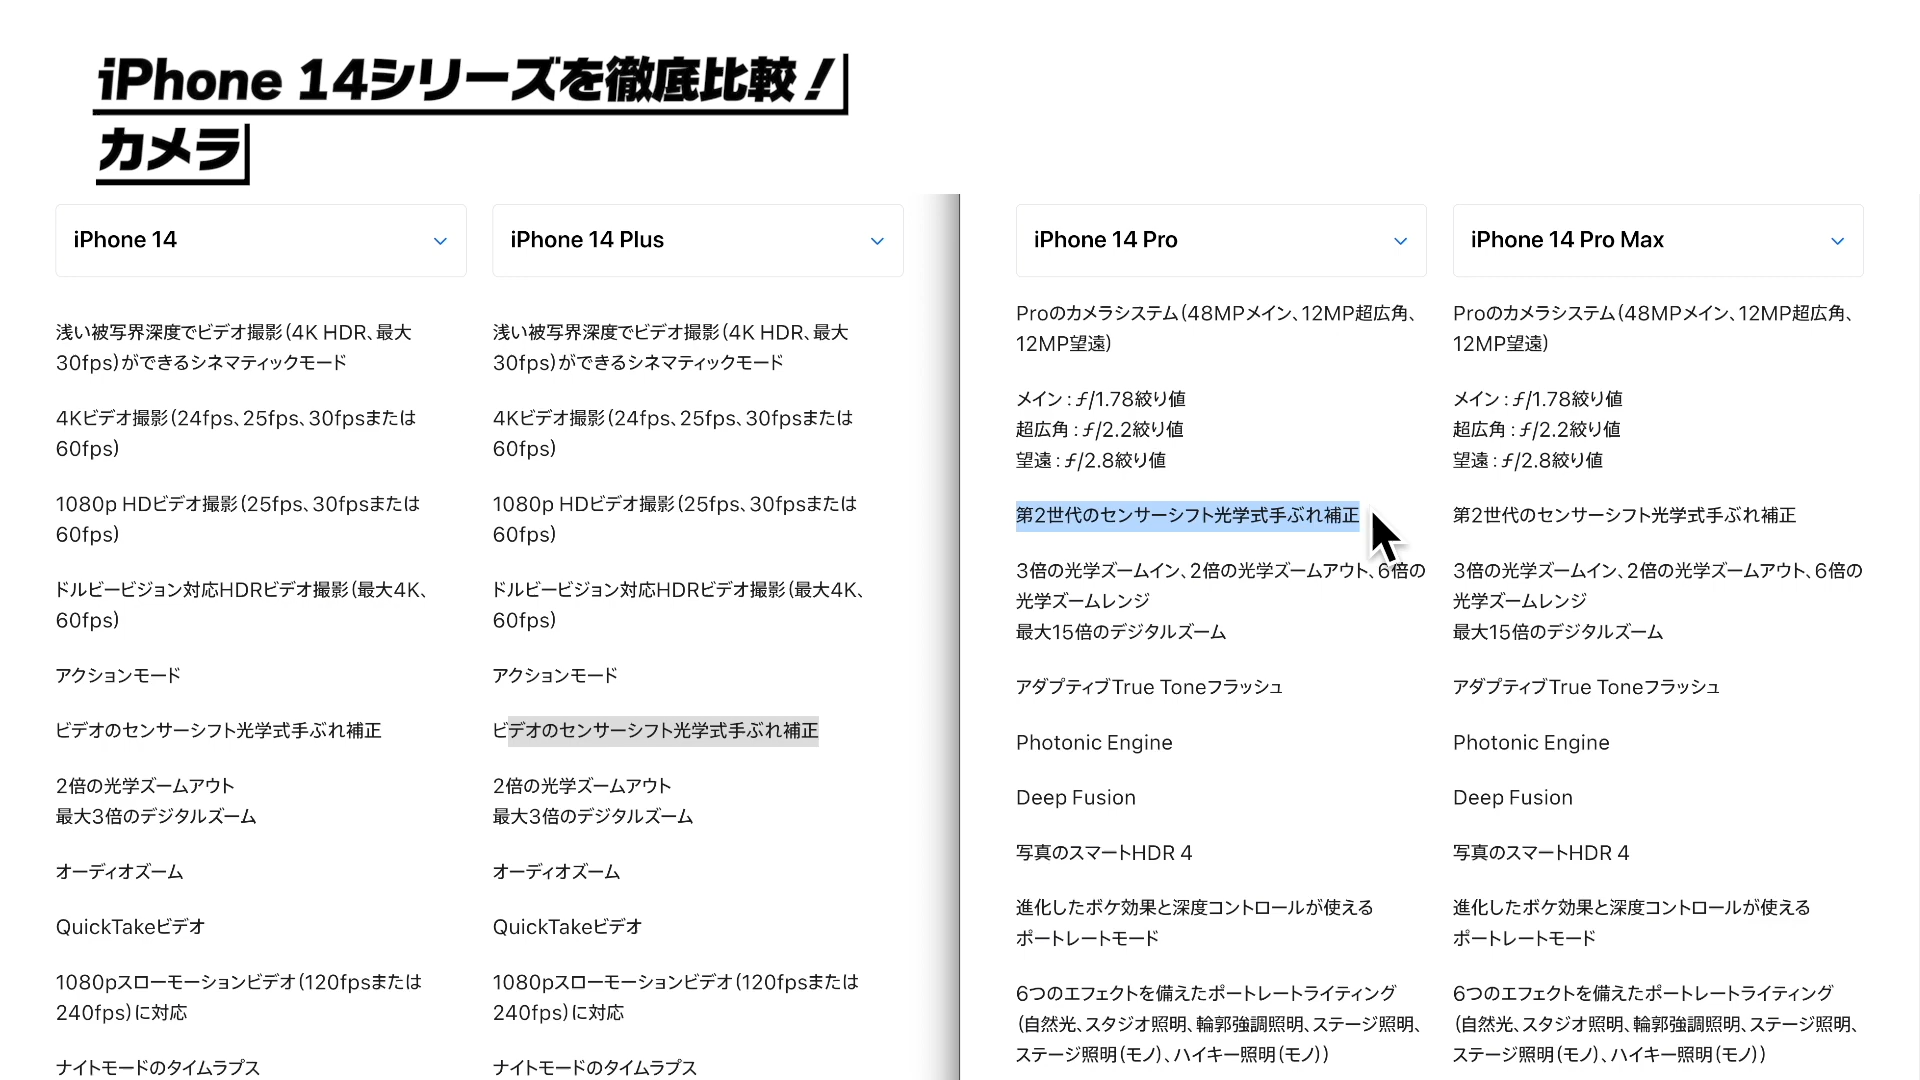 iPhone 14シリーズを徹底比較！
カメラ
iPhone 14
浅い被写界深度でビデオ撮影（4K HDR、最大
30fps）ができるシネマティックモード
4Kビデオ撮影（24fps、25fps、30fpsまたは
60fps）
1080p HDビデオ撮影（25fps、30fpsまたは
60fps）
ドルビービジョン対応HDRビデオ撮影（最大4K、
60fps）
アクションモード
ビデオのセンサーシフト光学式手ぶれ補正
2倍の光学ズームアウト
最大3倍のデジタルズーム
オーディオズーム
QuickTakeビデオ
1080pスローモーションビデオ（120fpsまたは
240fps）に対応
ナイトモードのタイムラプス
iPhone 14 Plus
浅い被写界深度でビデオ撮影（4K HDR、最大
30fps）ができるシネマティックモード
4Kビデオ撮影（24fps、25fps、30fpsまたは
60fps）
1080p HDビデオ撮影（25fps、30fpsまたは
60fps）
ドルビービジョン対応HDRビデオ撮影（最大4K、
60fps）
アクションモード
ビデオのセンサーシフト光学式手ぶれ補正
2倍の光学ズームアウト
最大3倍のデジタルズーム
オーディオズーム
QuickTakeビデオ
1080pスローモーションビデオ（120fpsまたは
240fps）に対応
ナイトモードのタイムラプス
iPhone 14 Pro
Proのカメラシステム（48MPメイン、12MP超広角、
12MP望遠）
メイン：ƒ/1.78絞り値
超広角：ƒ/2.2絞り値
望遠：ƒ/2.8絞り値
第2世代のセンサーシフト光学式手ぶれ補正
3倍の光学ズームイン、2倍の光学ズームアウト、6倍の
光学ズームレンジ
最大15倍のデジタルズーム
アダプティブTrue Toneフラッシュ
Photonic Engine
Deep Fusion
写真のスマートHDR 4
進化したボケ効果と深度コントロールが使える
ポートレートモード
6つのエフェクトを備えたポートレートライティング
（自然光、スタジオ照明、輪郭強調照明、ステージ照明、
ステージ照明（モノ）、ハイキー照明（モノ））
iPhone 14 Pro Max
Proのカメラシステム（48MPメイン、12MP超広角、
12MP望遠）
メイン：ƒ/1.78絞り値
超広角：ƒ/2.2絞り値
望遠：ƒ/2.8絞り値
第2世代のセンサーシフト光学式手ぶれ補正
3倍の光学ズームイン、2倍の光学ズームアウト、6倍の
光学ズームレンジ
最大15倍のデジタルズーム
アダプティブTrue Toneフラッシュ
Photonic Engine
Deep Fusion
写真のスマートHDR 4
進化したボケ効果と深度コントロールが使える
ポートレートモード
6つのエフェクトを備えたポートレートライティング
（自然光、スタジオ照明、輪郭強調照明、ステージ照明、
ステージ照明（モノ）、ハイキー照明（モノ））